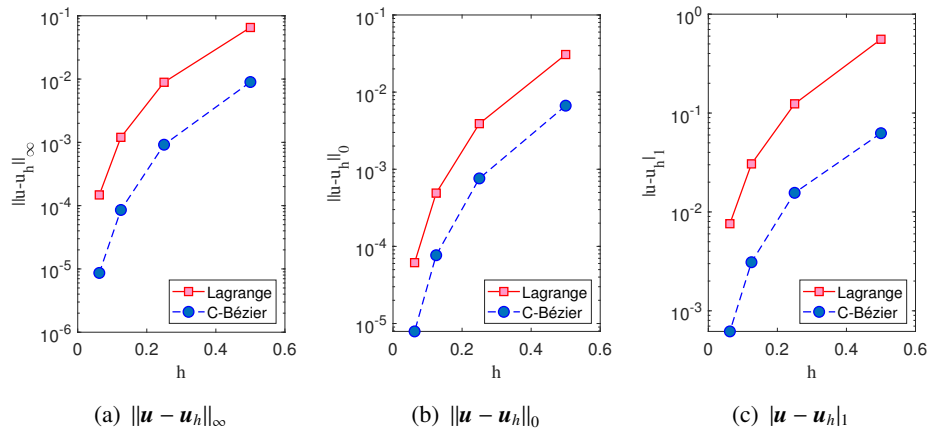 10^-1
10^-2
10^-3
10^-4
10^-5
10^-6
||u-u_h||_∞
0 0.2 0.4 0.6
h
Lagrange
C-Bézier
(a) ||u − u_h||_∞
10^-1
10^-2
10^-3
10^-4
10^-5
||u-u_h||_0
0 0.2 0.4 0.6
h
Lagrange
C-Bézier
(b) ||u − u_h||_0
10^0
10^-1
10^-2
10^-3
|u-u_h|_1
0 0.2 0.4 0.6
h
Lagrange
C-Bézier
(c) |u − u_h|_1